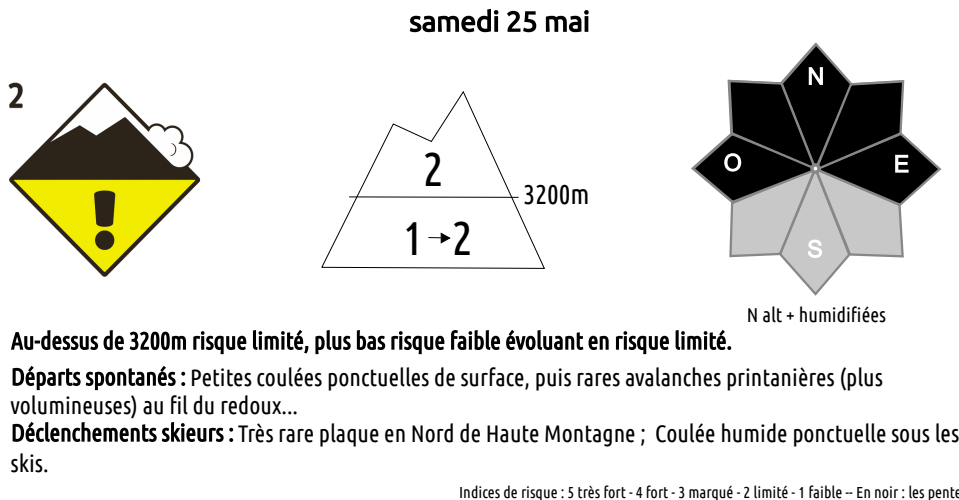 samedi 25 mai
2
2
3200m
1→2
N
O
E
S
N alt + humidifiées
Au-dessus de 3200m risque limité, plus bas risque faible évoluant en risque limité.
Départs spontanés : Petites coulées ponctuelles de surface, puis rares avalanches printanières (plus
volumineuses) au fil du redoux...
Déclenchements skieurs : Très rare plaque en Nord de Haute Montagne ; Coulée humide ponctuelle sous les
skis.
Indices de risque : 5 très fort - 4 fort - 3 marqué - 2 limité - 1 faible -- En noir : les pente